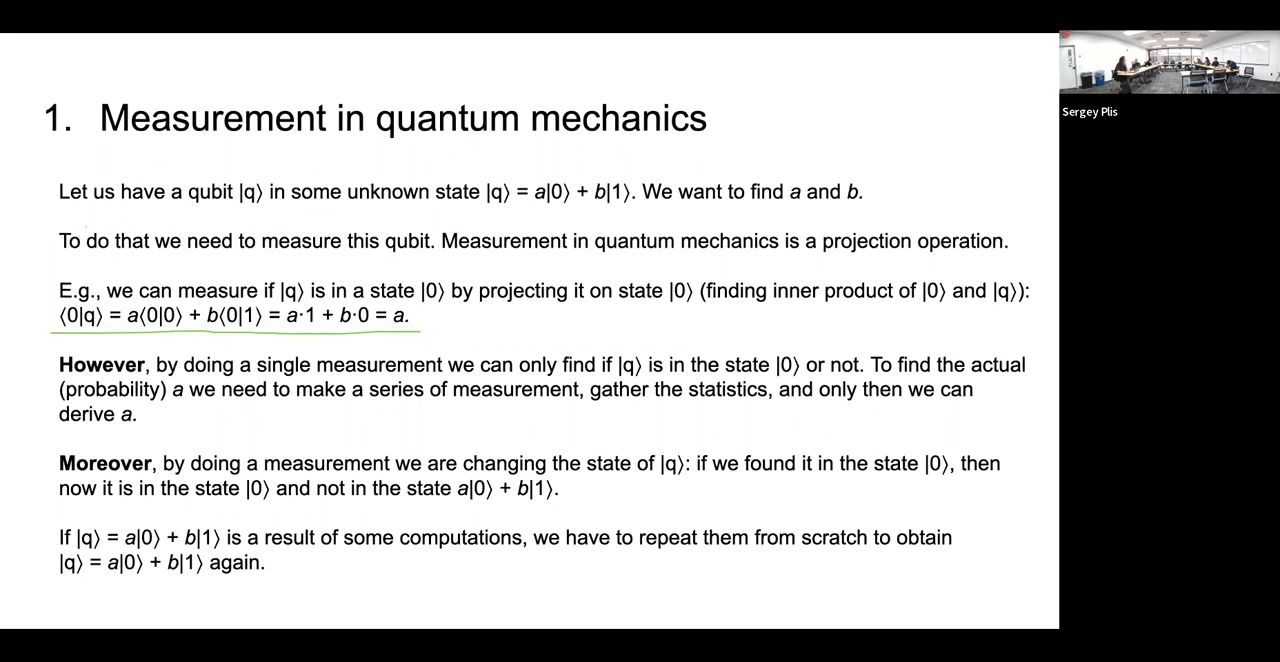 1. Measurement in quantum mechanics
Let us have a qubit |q⟩ in some unknown state |q⟩ = a|0⟩ + b|1⟩. We want to find a and b.
To do that we need to measure this qubit. Measurement in quantum mechanics is a projection operation.
E.g., we can measure if |q⟩ is in a state |0⟩ by projecting it on state |0⟩ (finding inner product of |0⟩ and |q⟩):
⟨0|q⟩ = a⟨0|0⟩ + b⟨0|1⟩ = a·1 + b·0 = a.
However, by doing a single measurement we can only find if |q⟩ is in the state |0⟩ or not. To find the actual
(probability) a we need to make a series of measurement, gather the statistics, and only then we can
derive a.
Moreover, by doing a measurement we are changing the state of |q⟩: if we found it in the state |0⟩, then
now it is in the state |0⟩ and not in the state a|0⟩ + b|1⟩.
If |q⟩ = a|0⟩ + b|1⟩ is a result of some computations, we have to repeat them from scratch to obtain
|q⟩ = a|0⟩ + b|1⟩ again.
Sergey Plis